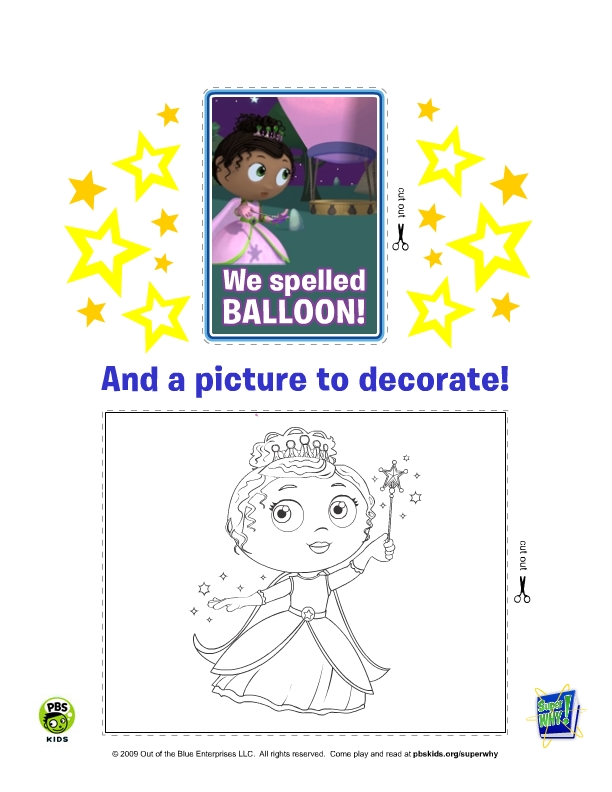 cut out
We spelled
BALLOON!
And a picture to decorate!
cut out
PBS
KIDS
SUPER
WHY!
© 2009 Out of the Blue Enterprises LLC. All rights reserved. Come play and read at pbskids.org/superwhy